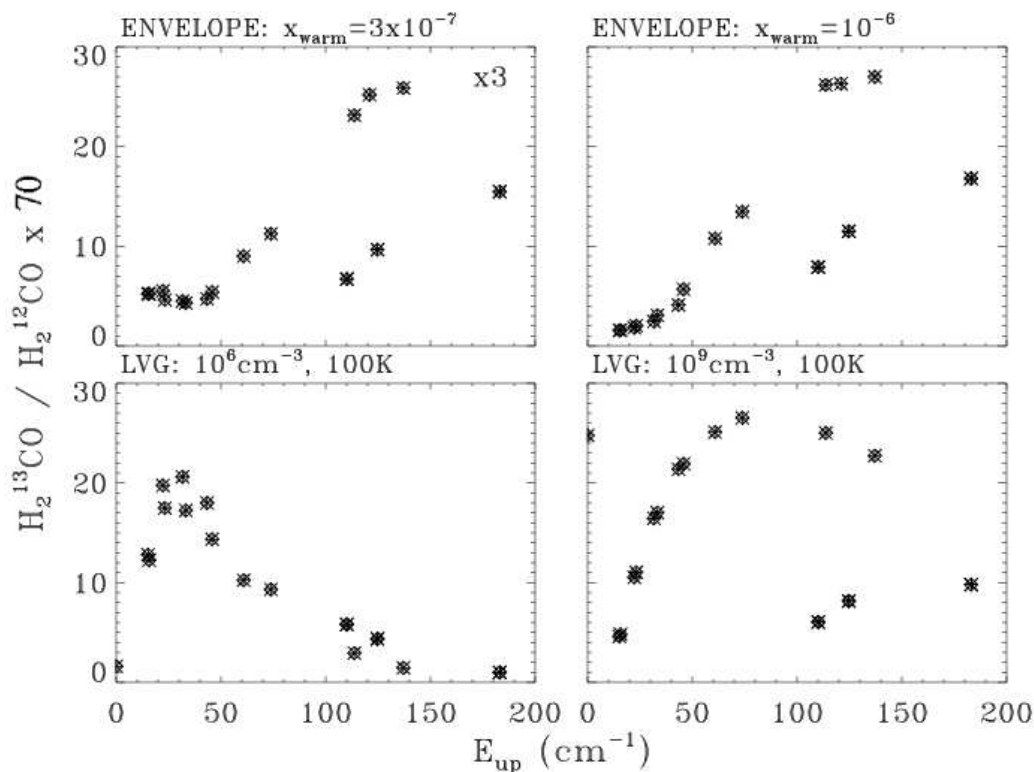 ENVELOPE: x_warm=3x10^-7
ENVELOPE: x_warm=10^-6
x3
30
20
10
0
LVG: 10^6cm^-3, 100K
LVG: 10^9cm^-3, 100K
30
20
10
0
0 50 100 150 200
0 50 100 150 200
H2^13CO / H2^12CO x 70
E_up (cm^-1)